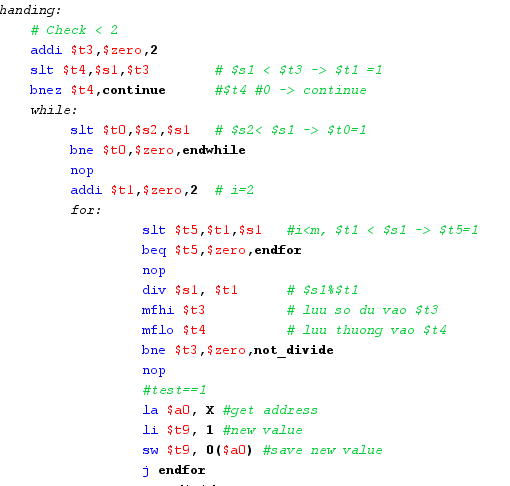 handing:
# Check < 2
addi $t3,$zero,2
slt $t4,$s1,$t3 # $s1 < $t3 -> $t1 =1
bnez $t4,continue #$t4 #0 -> continue
while:
slt $t0,$s2,$s1 # $s2< $s1 -> $t0=1
bne $t0,$zero,endwhile
nop
addi $t1,$zero,2 # i=2
for:
slt $t5,$t1,$s1 #i<m, $t1 < $s1 -> $t5=1
beq $t5,$zero,endfor
nop
div $s1, $t1 # $s1%$t1
mfhi $t3 # luu so du vao $t3
mflo $t4 # luu thuong vao $t4
bne $t3,$zero,not_divide
nop
#test==1
la $a0, X #get address
li $t9, 1 #new value
sw $t9, 0($a0) #save new value
j endfor